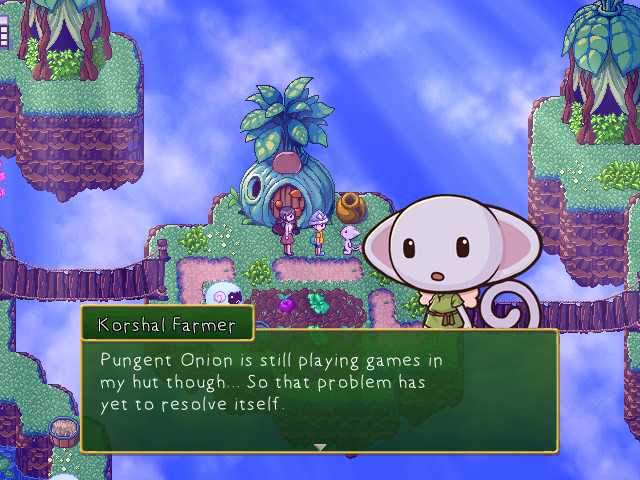 Korshal Farmer
Pungent Onion is still playing games in
my hut though... So that problem has
yet to resolve itself.